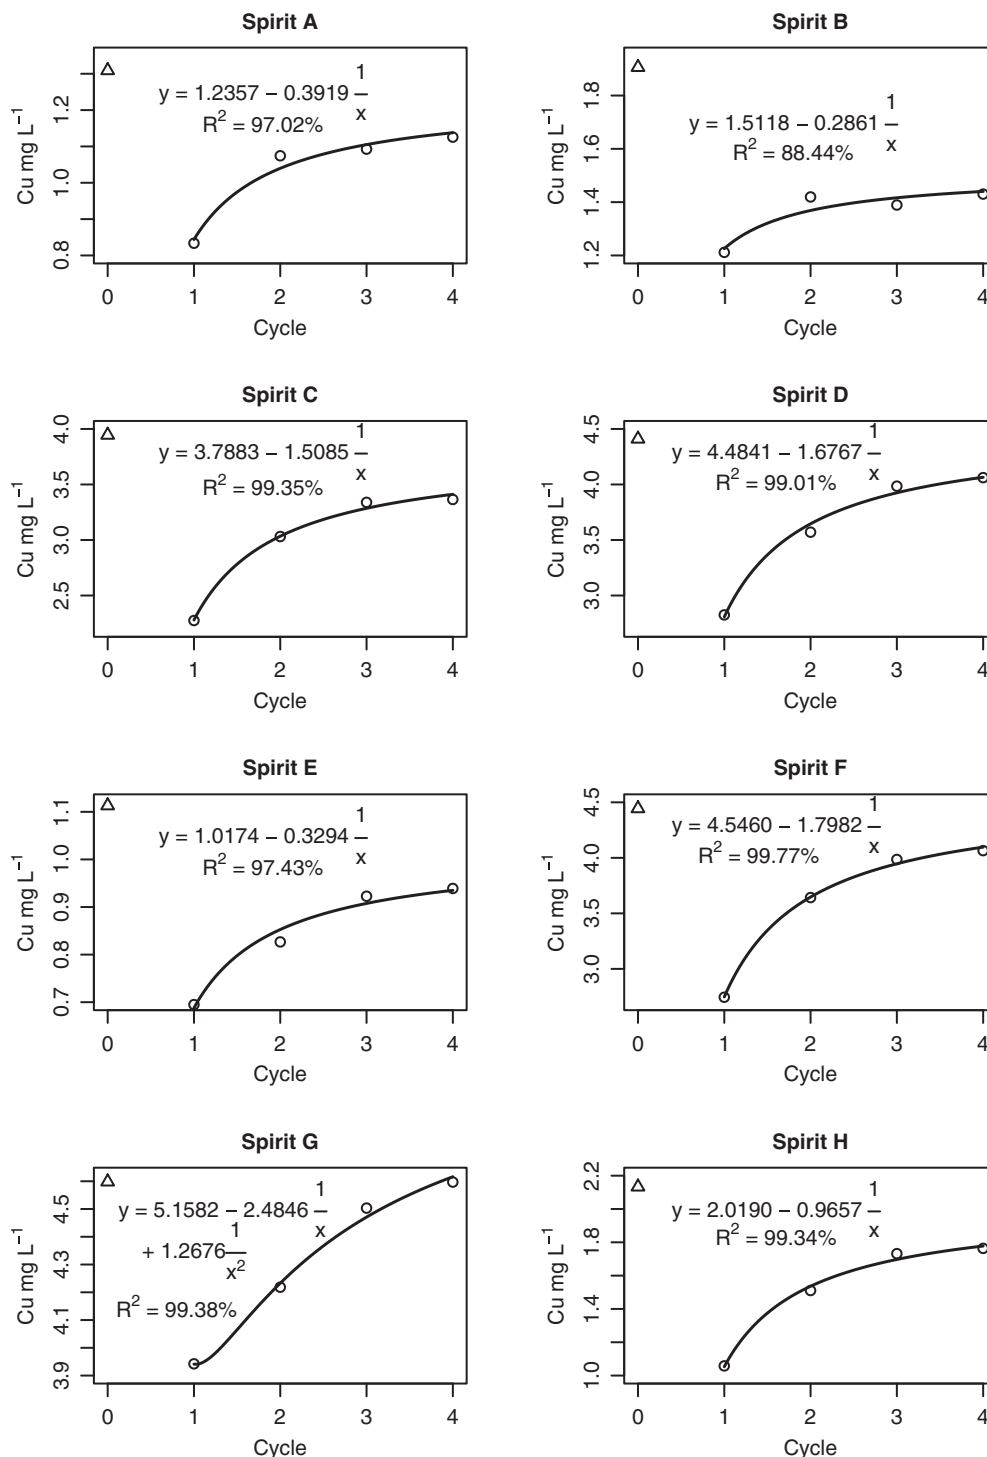 Spirit A
Cu mg L⁻¹
0.8 1.0 1.2
y = 1.2357 − 0.3919 1/x
R² = 97.02%
0 1 2 3 4
Cycle
Spirit B
Cu mg L⁻¹
1.2 1.4 1.6 1.8
y = 1.5118 − 0.2861 1/x
R² = 88.44%
0 1 2 3 4
Cycle
Spirit C
Cu mg L⁻¹
2.5 3.0 3.5 4.0
y = 3.7883 − 1.5085 1/x
R² = 99.35%
0 1 2 3 4
Cycle
Spirit D
Cu mg L⁻¹
3.0 3.5 4.0 4.5
y = 4.4841 − 1.6767 1/x
R² = 99.01%
0 1 2 3 4
Cycle
Spirit E
Cu mg L⁻¹
0.7 0.8 0.9 1.0 1.1
y = 1.0174 − 0.3294 1/x
R² = 97.43%
0 1 2 3 4
Cycle
Spirit F
Cu mg L⁻¹
3.0 3.5 4.0 4.5
y = 4.5460 − 1.7982 1/x
R² = 99.77%
0 1 2 3 4
Cycle
Spirit G
Cu mg L⁻¹
3.9 4.1 4.3 4.5
y = 5.1582 − 2.4846 1/x
+ 1.2676 1/x²
R² = 99.38%
0 1 2 3 4
Cycle
Spirit H
Cu mg L⁻¹
1.0 1.4 1.8 2.2
y = 2.0190 − 0.9657 1/x
R² = 99.34%
0 1 2 3 4
Cycle